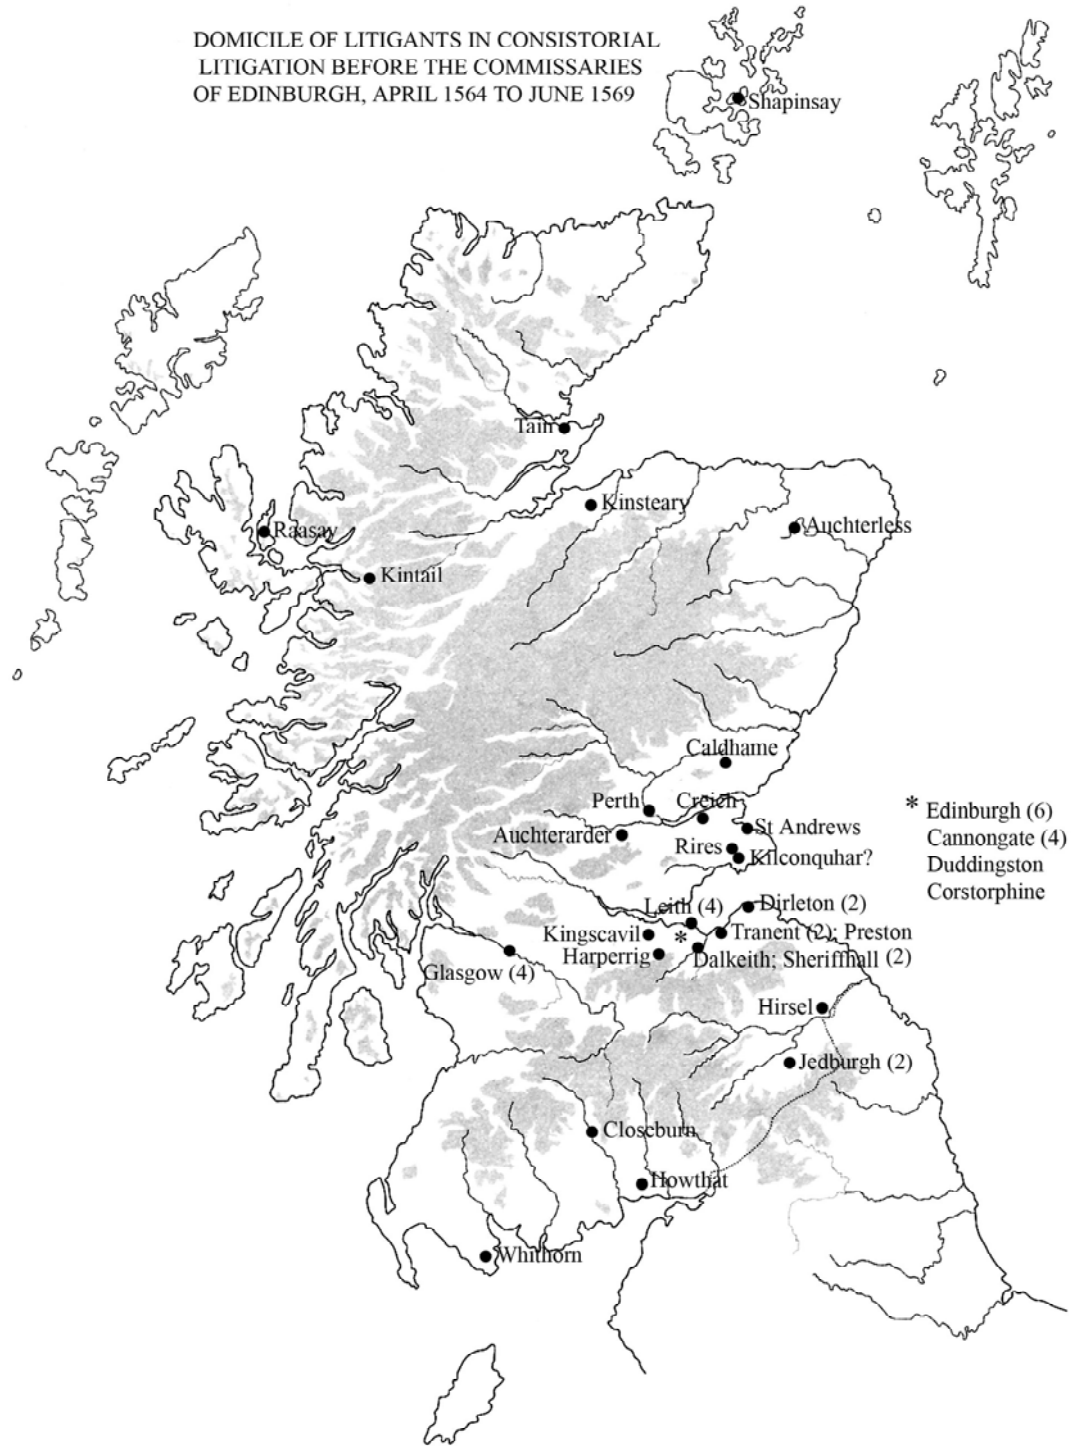 DOMICILE OF LITIGANTS IN CONSISTORIAL
LITIGATION BEFORE THE COMMISSARIES
OF EDINBURGH, APRIL 1564 TO JUNE 1569
Shapinsay
Tain
Kinsteary
Auchterless
Raasay
Kintail
Caldhame
Perth
Creich
Auchterarder
St Andrews
Rires
Kilconquhar?
* Edinburgh (6)
Cannongate (4)
Duddingston
Corstorphine
Leith (4)
Dirleton (2)
Kingscavil
*
Tranent (2); Preston
Harperrig
Dalkeith; Sheriffhall (2)
Glasgow (4)
Hirsel
Jedburgh (2)
Closeburn
Howthat
Whithorn